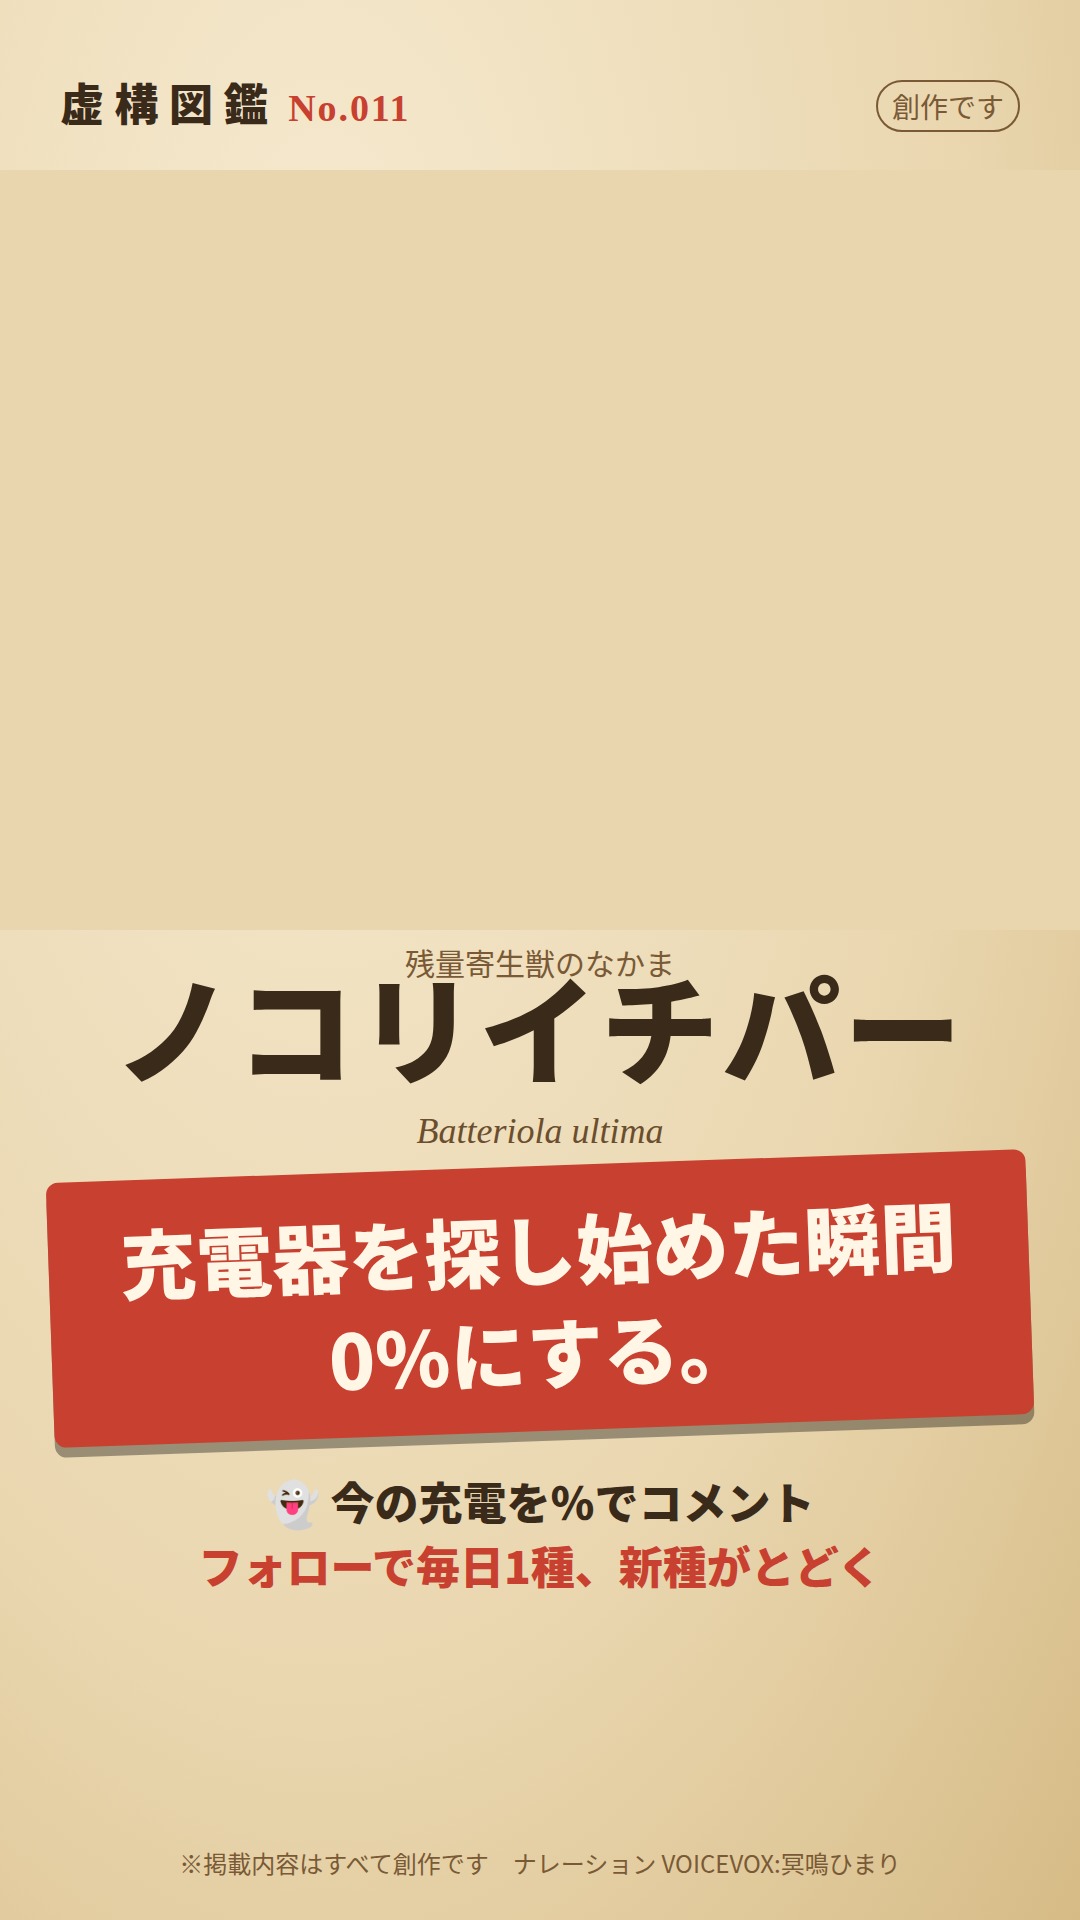 虚構図鑑 No.011
創作です
残量寄生獣のなかま
ノコリイチパー
Batteriola ultima
充電器を探し始めた瞬間
0%にする。
👻 今の充電を%でコメント
フォローで毎日1種、新種がとどく
※掲載内容はすべて創作です　ナレーション VOICEVOX:冥鳴ひまり